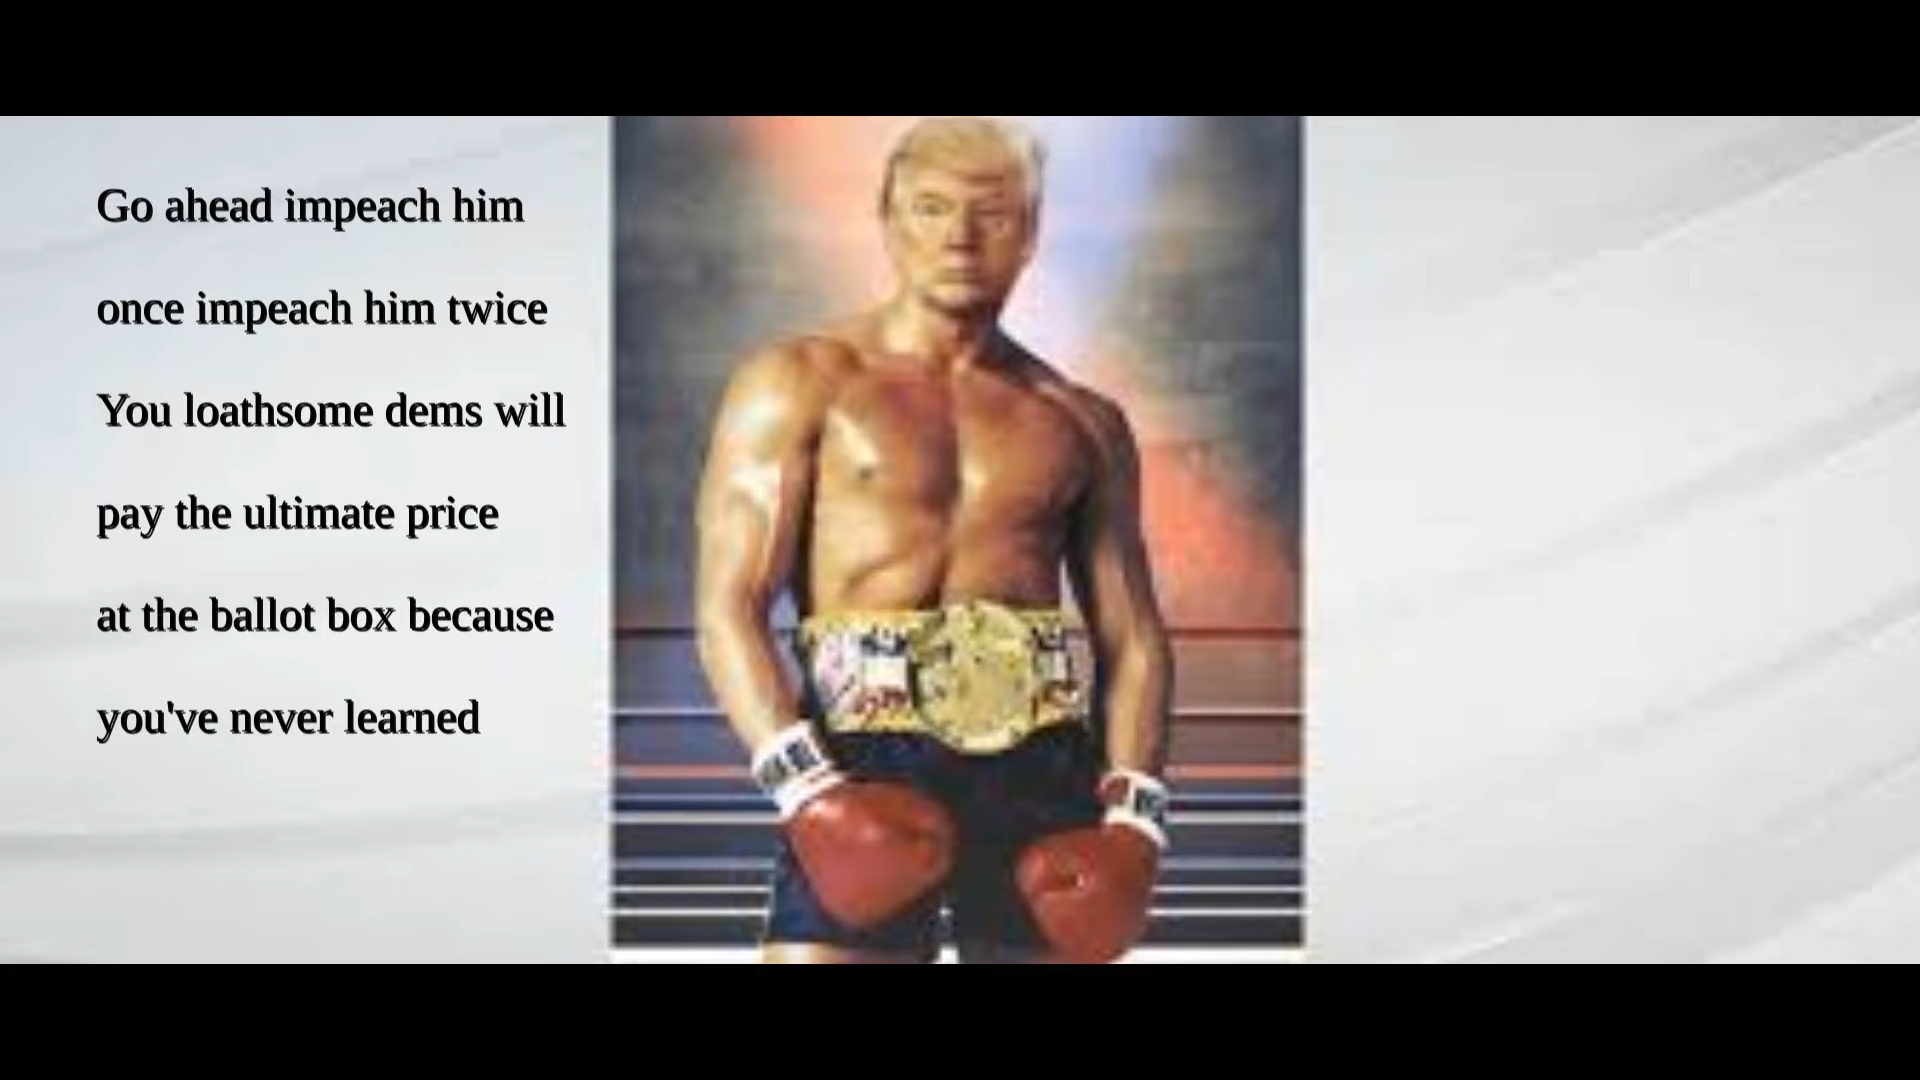 Go ahead impeach him
once impeach him twice
You loathsome dems will
pay the ultimate price
at the ballot box because
you've never learned